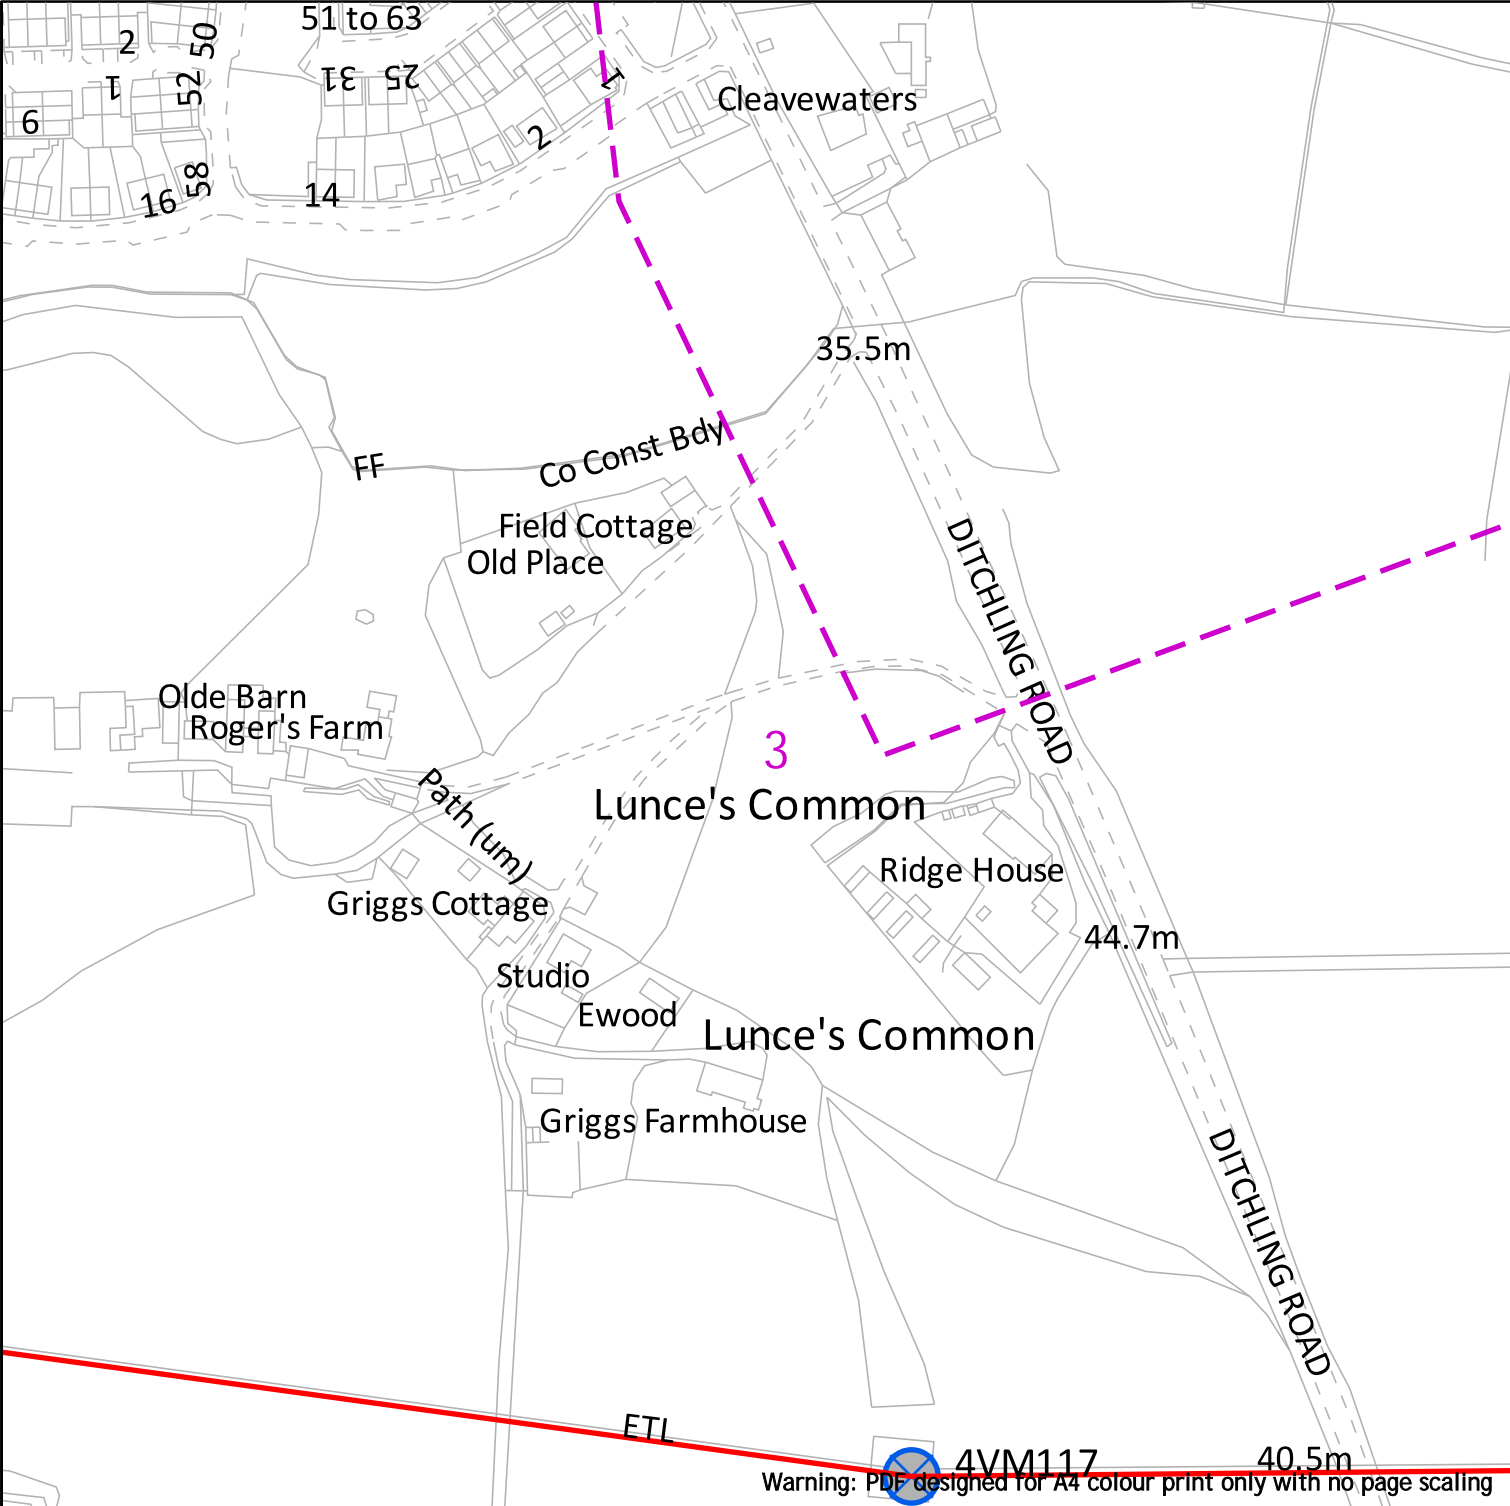 51 to 63
2
50
1
52
31
25
1
Cleavewaters
6
2
58
16
14
35.5m
Co Const Bdy
FF
Field Cottage
Old Place
DITCHLING ROAD
Olde Barn
Roger's Farm
3
Path (um)
Lunce's Common
Ridge House
Griggs Cottage
44.7m
Studio
Ewood
Lunce's Common
Griggs Farmhouse
DITCHLING ROAD
ETL
4VM117
40.5m
Warning: PDF designed for A4 colour print only with no page scaling